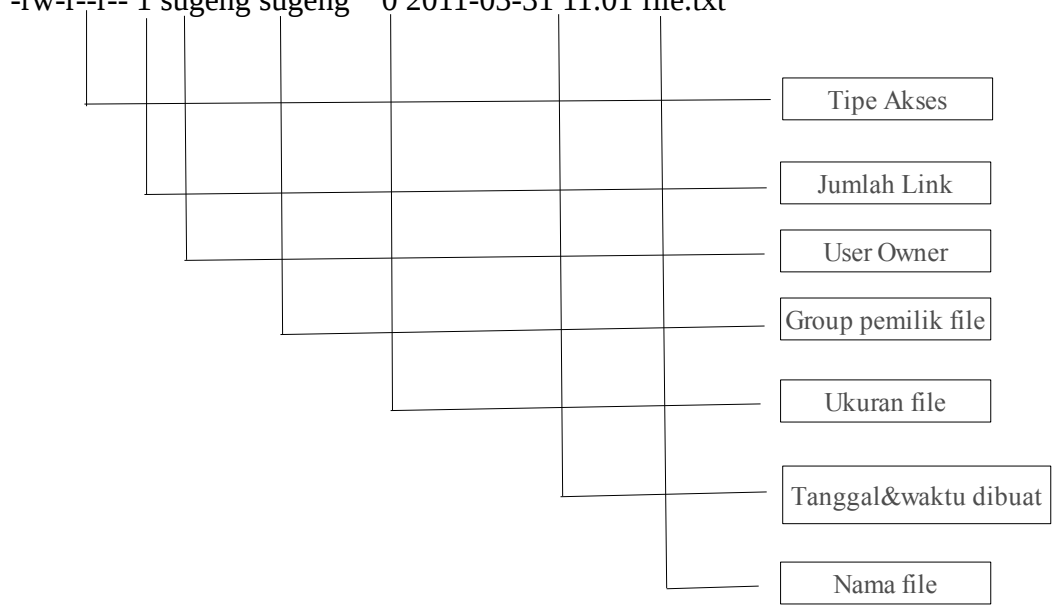 -rw-r--r-- 1 sugeng sugeng 0 2011-03-31 11:01 file.txt
Tipe Akses
Jumlah Link
User Owner
Group pemilik file
Ukuran file
Tanggal&waktu dibuat
Nama file